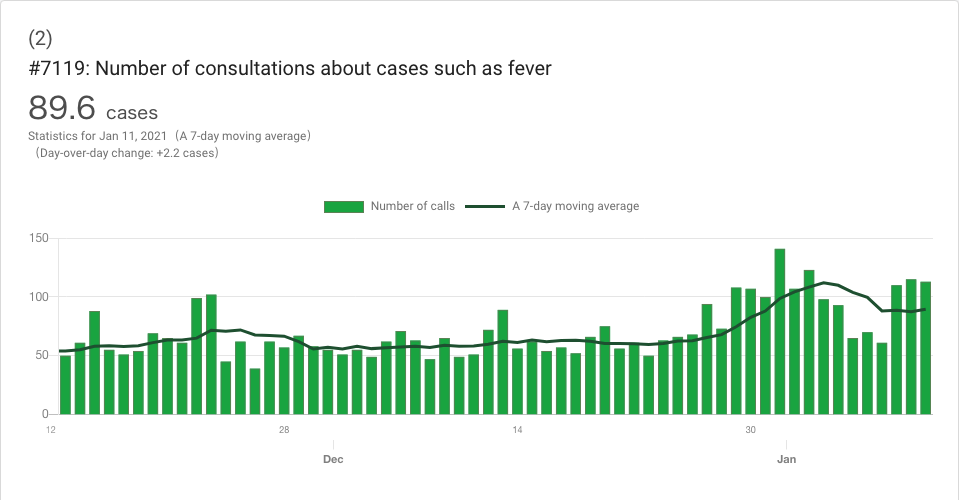 (2)
#7119: Number of consultations about cases such as fever
89.6 cases
Statistics for Jan 11, 2021（A 7-day moving average）
（Day-over-day change: +2.2 cases）
Number of calls A 7-day moving average
150
100
50
0
12 28 14 30
Dec Jan